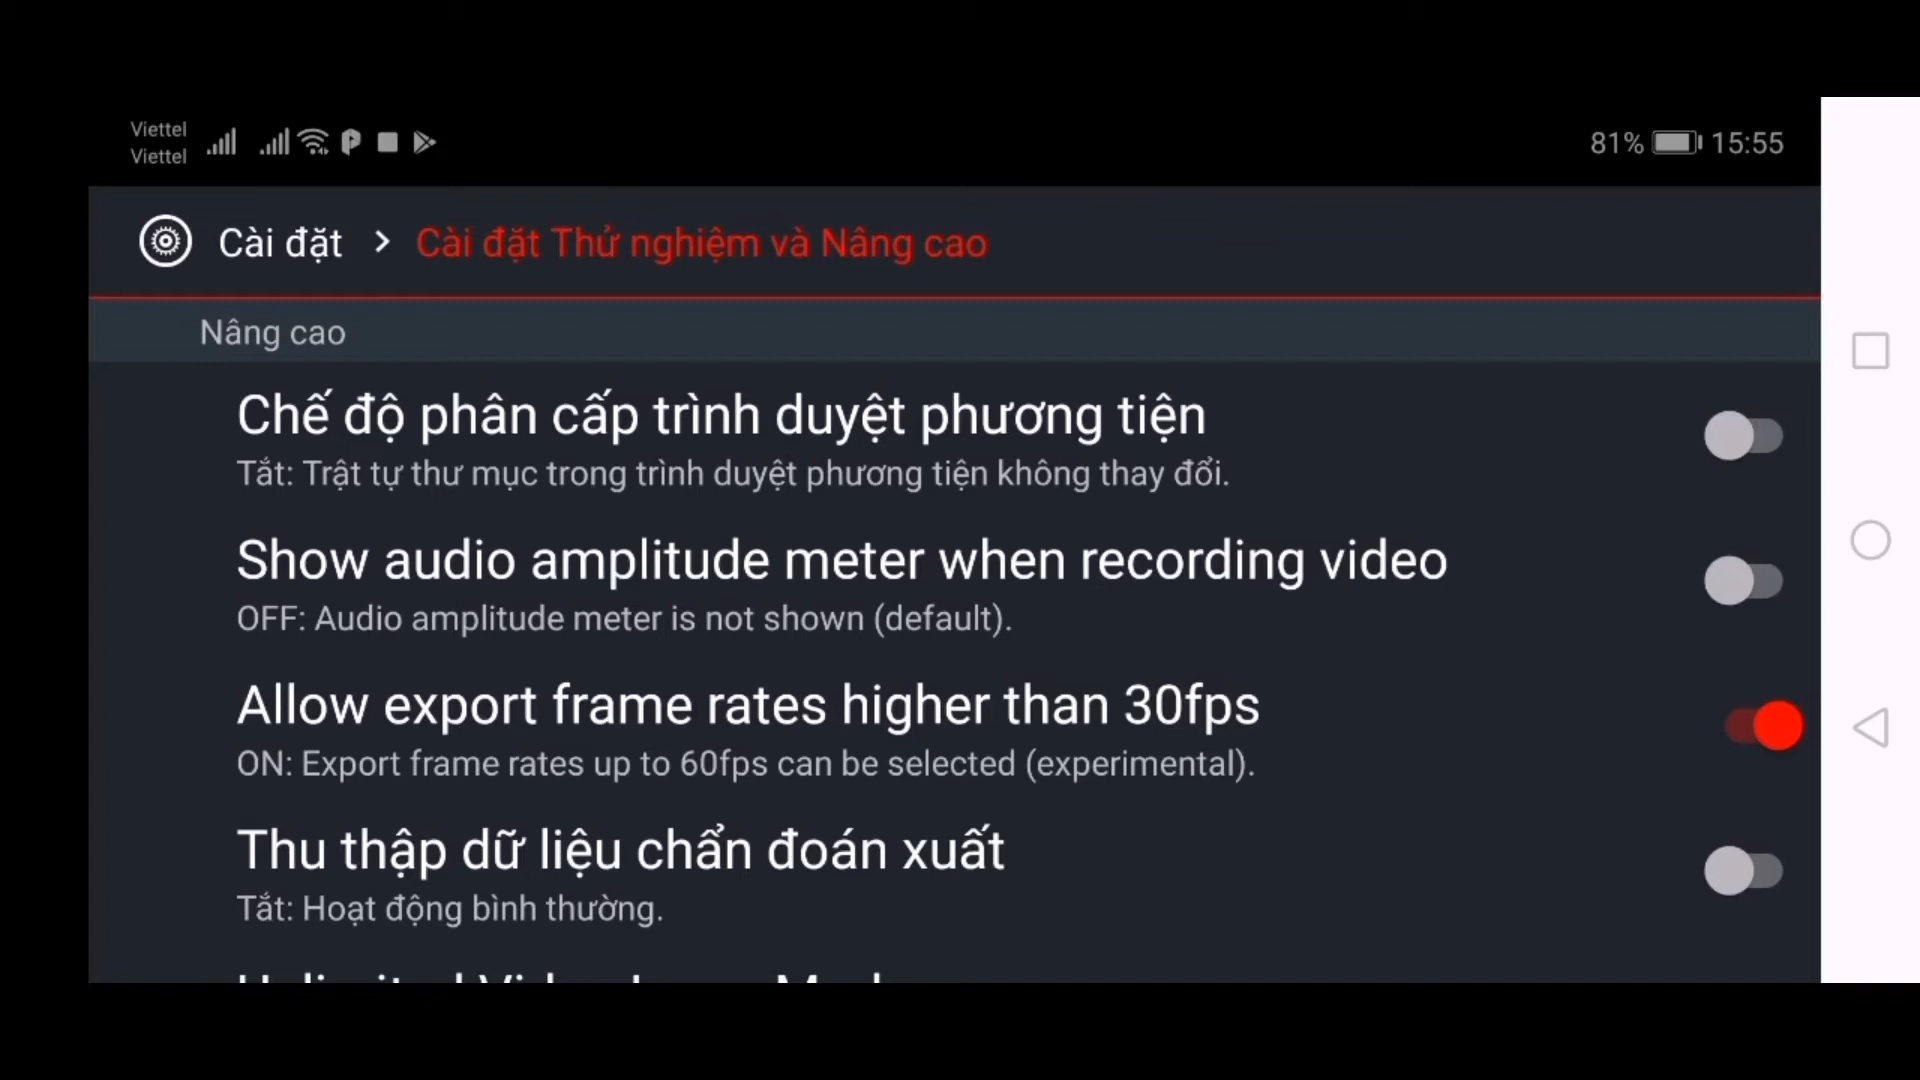 Viettel
Viettel
81% 15:55
Cài đặt > Cài đặt Thử nghiệm và Nâng cao
Nâng cao
Chế độ phân cấp trình duyệt phương tiện
Tắt: Trật tự thư mục trong trình duyệt phương tiện không thay đổi.
Show audio amplitude meter when recording video
OFF: Audio amplitude meter is not shown (default).
Allow export frame rates higher than 30fps
ON: Export frame rates up to 60fps can be selected (experimental).
Thu thập dữ liệu chẩn đoán xuất
Tắt: Hoạt động bình thường.